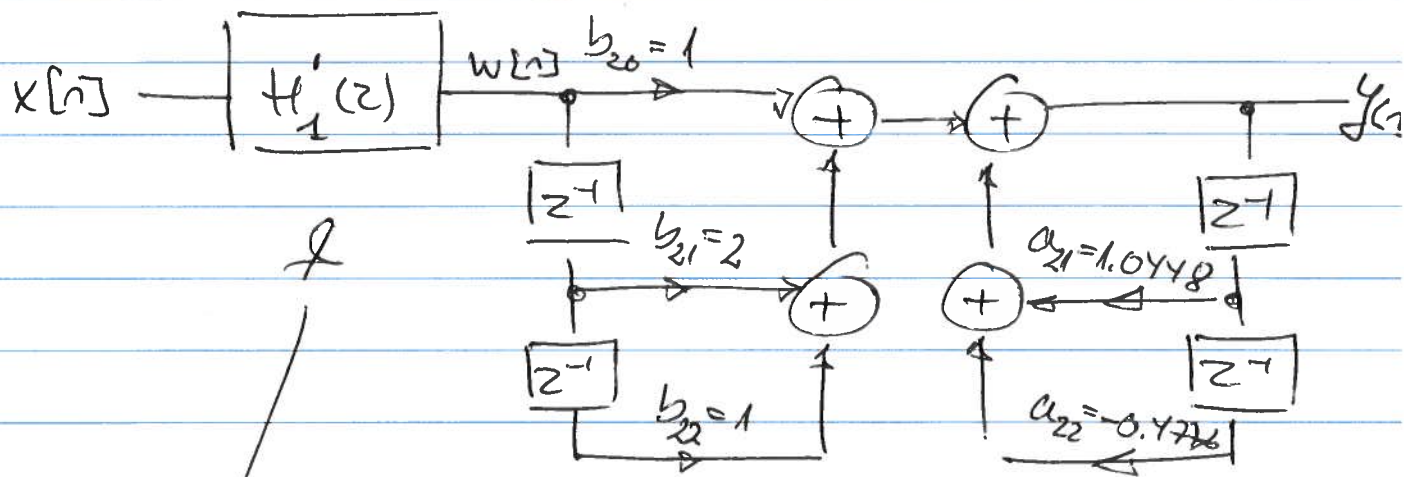 x[n] H'₁(z) w[n] b₂₀ = 1 + + y[n
z⁻¹ z⁻¹
b₂₁ = 2 a₂₁ = 1.0448
+ +
z⁻¹ z⁻¹
b₂₂ = 1